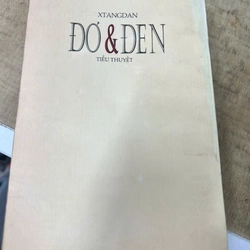 XTANGDAN
ĐỎ & ĐEN
TIỂU THUYẾT